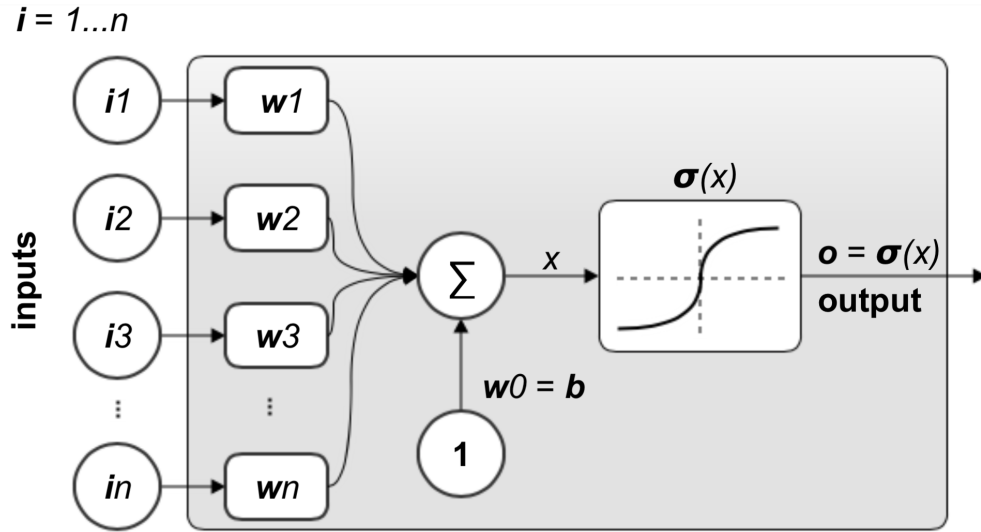 i = 1...n
i1
w1
i2
w2
i3
w3
in
wn
inputs
∑
1
w0 = b
x
σ(x)
o = σ(x)
output